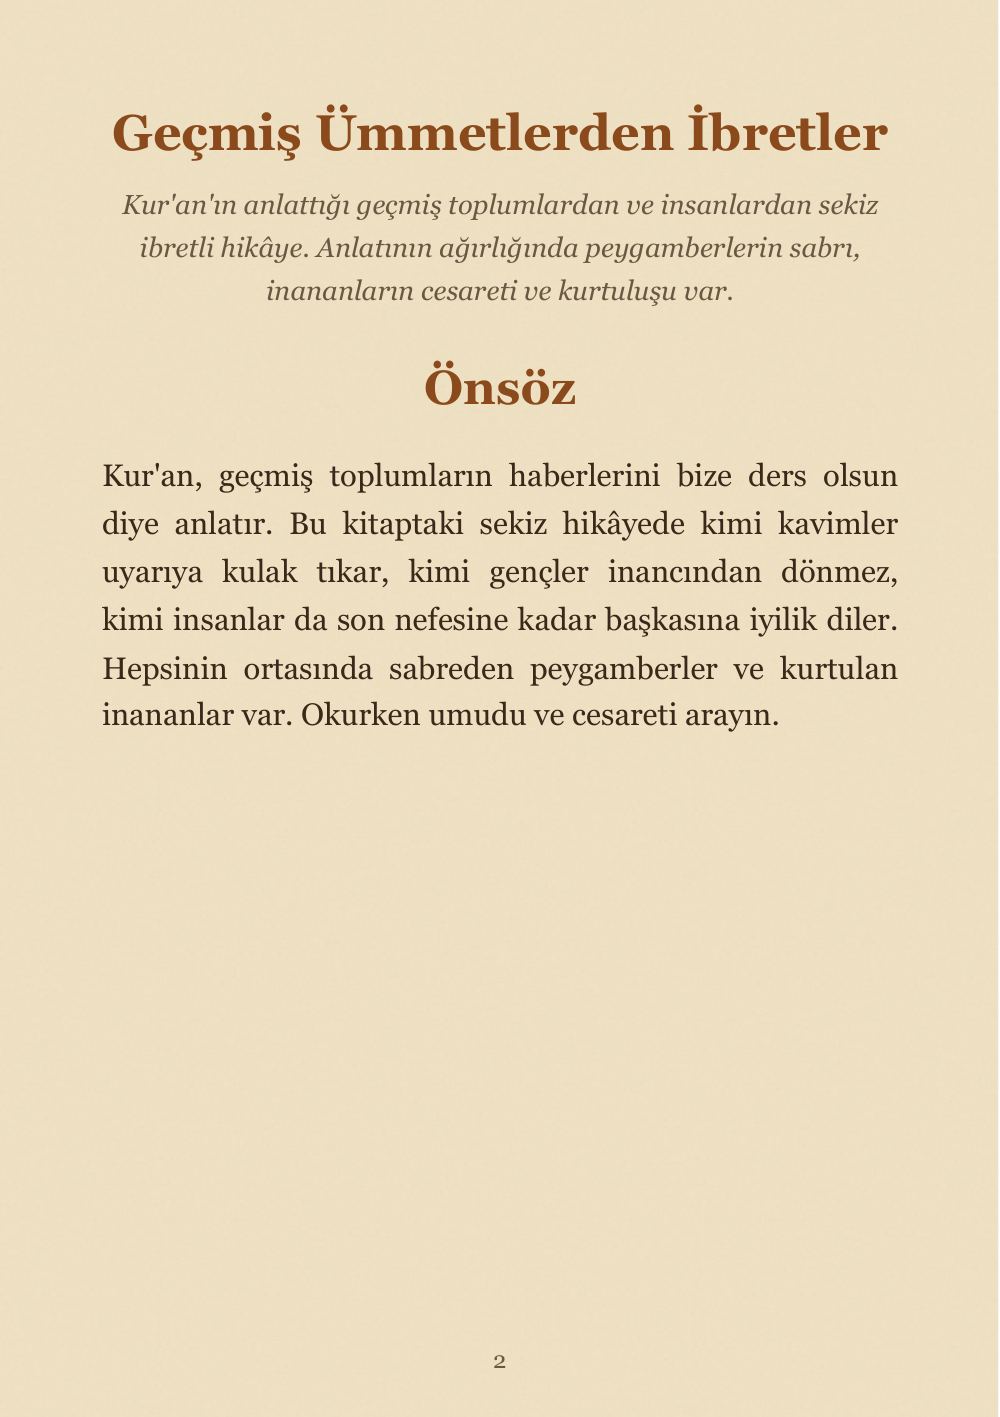 Geçmiş Ümmetlerden İbretler
Kur'an'ın anlattığı geçmiş toplumlardan ve insanlardan sekiz
ibretli hikâye. Anlatının ağırlığında peygamberlerin sabrı,
inananların cesareti ve kurtuluşu var.
Önsöz
Kur'an, geçmiş toplumların haberlerini bize ders olsun
diye anlatır. Bu kitaptaki sekiz hikâyede kimi kavimler
uyarıya kulak tıkar, kimi gençler inancından dönmez,
kimi insanlar da son nefesine kadar başkasına iyilik diler.
Hepsinin ortasında sabreden peygamberler ve kurtulan
inananlar var. Okurken umudu ve cesareti arayın.
2